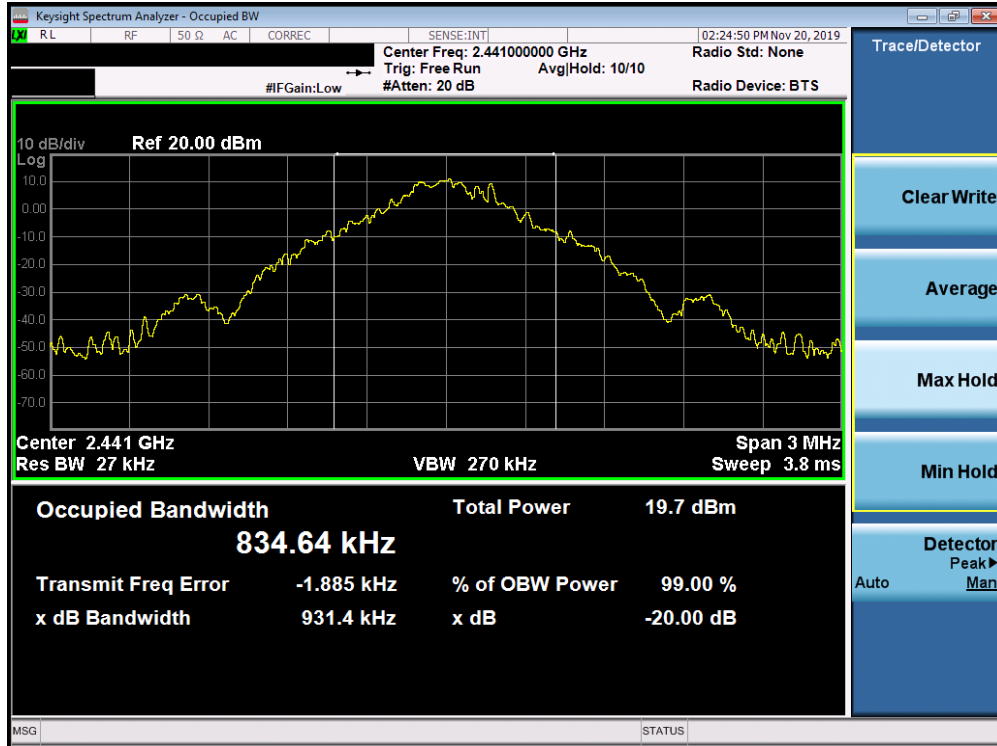 Keysight Spectrum Analyzer - Occupied BW
LXI RL RF 50 Ω AC CORREC SENSE:INT 02:24:50 PM Nov 20, 2019
Center Freq: 2.441000000 GHz Radio Std: None
Trig: Free Run Avg|Hold: 10/10
#IFGain:Low #Atten: 20 dB Radio Device: BTS
10 dB/div Ref 20.00 dBm
Log
10.0
0.00
-10.0
-20.0
-30.0
-40.0
-50.0
-60.0
-70.0
Center 2.441 GHz Span 3 MHz
Res BW 27 kHz VBW 270 kHz Sweep 3.8 ms
Occupied Bandwidth Total Power 19.7 dBm
834.64 kHz
Transmit Freq Error -1.885 kHz % of OBW Power 99.00 %
x dB Bandwidth 931.4 kHz x dB -20.00 dB
MSG STATUS
Trace/Detector
Clear Write
Average
Max Hold
Min Hold
Detector
Peak▶
Auto Man